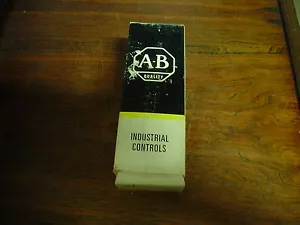 A-B
QUALITY
INDUSTRIAL
CONTROLS